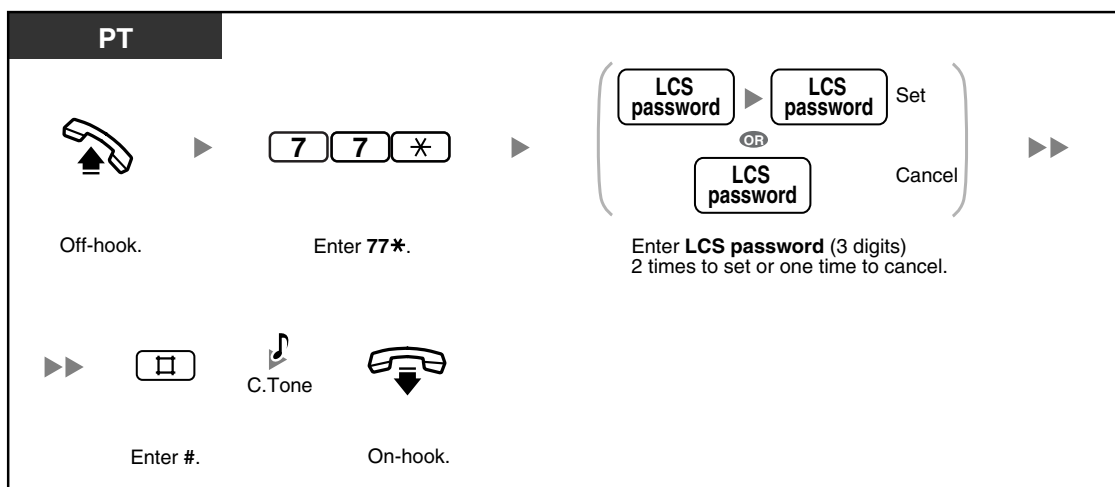 PT
LCS password
LCS password
Set
OR
7 7 ✳
LCS password
Cancel
Off-hook.
Enter 77✳.
Enter LCS password (3 digits)
2 times to set or one time to cancel.
#
C.Tone
Enter #.
On-hook.